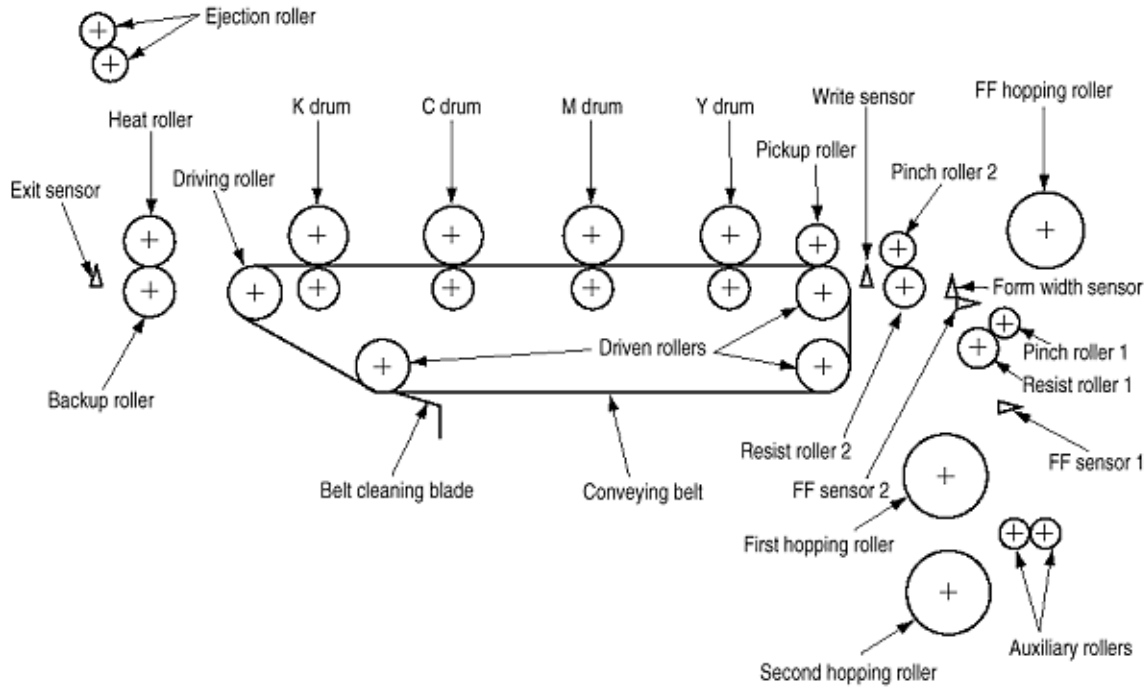 Ejection roller
K drum
C drum
M drum
Y drum
Write sensor
FF hopping roller
Heat roller
Pickup roller
Pinch roller 2
Exit sensor
Driving roller
Form width sensor
Driven rollers
Pinch roller 1
Resist roller 1
Backup roller
Resist roller 2
FF sensor 1
Belt cleaning blade
Conveying belt
FF sensor 2
First hopping roller
Auxiliary rollers
Second hopping roller